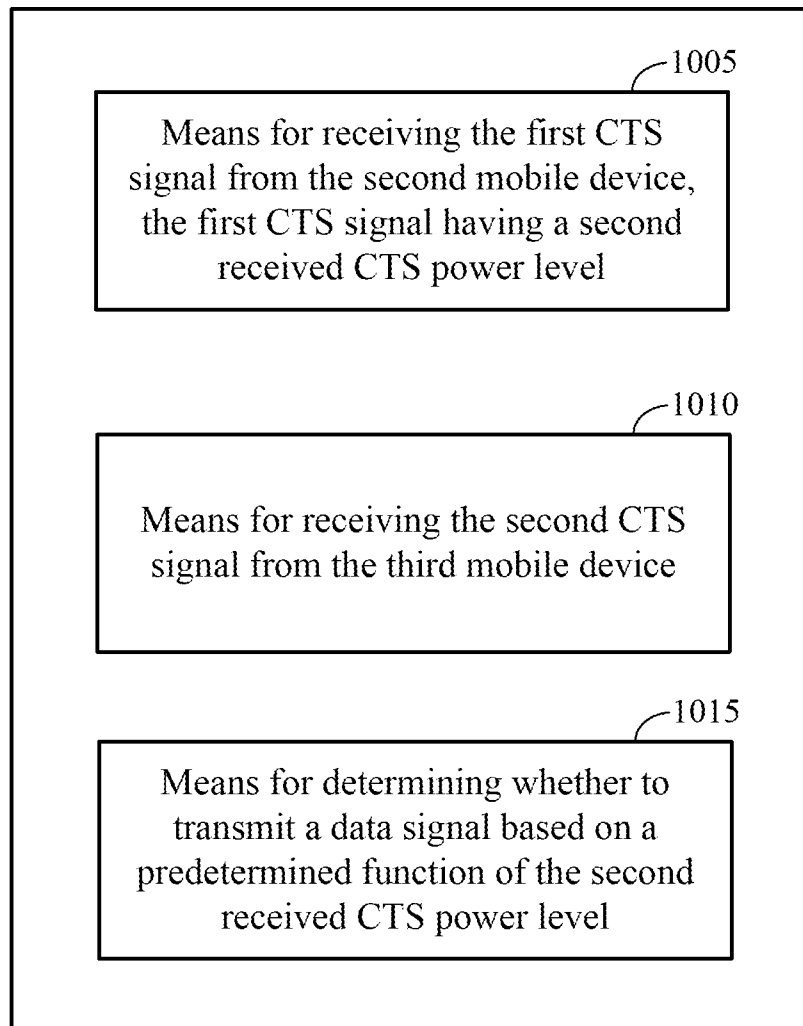 1005
Means for receiving the first CTS
signal from the second mobile device,
the first CTS signal having a second
received CTS power level
1010
Means for receiving the second CTS
signal from the third mobile device
1015
Means for determining whether to
transmit a data signal based on a
predetermined function of the second
received CTS power level